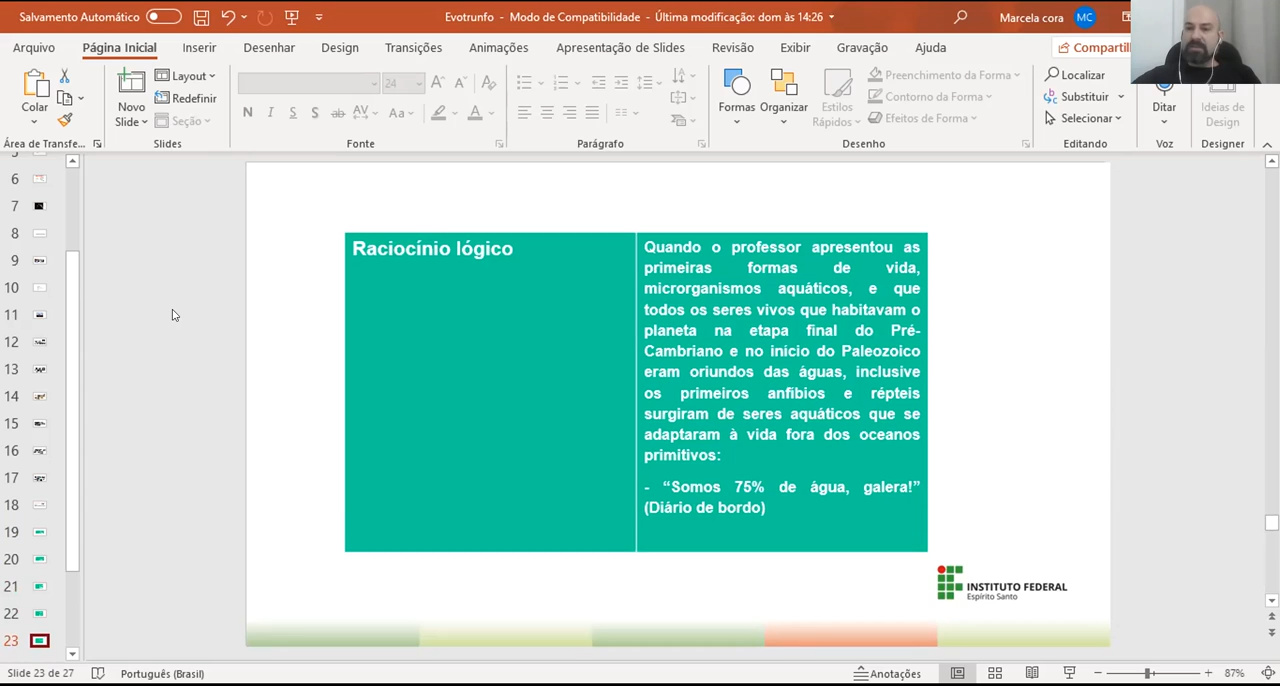 Salvamento Automático
Evotrunfo - Modo de Compatibilidade - Última modificação: dom às 14:26
Marcela cora MC
Arquivo Página Inicial Inserir Desenhar Design Transições Animações Apresentação de Slides Revisão Exibir Gravação Ajuda Compartil
Colar
Novo
Slide
Layout
Redefinir
Seção
24
N I S S ab AV Aa A
Formas
Organizar
Estilos
Rápidos
Preenchimento da Forma
Contorno da Forma
Efeitos de Forma
Localizar
Substituir
Selecionar
Ditar
Ideias de
Design
Área de Transfe... Slides Fonte Parágrafo Desenho Editando Voz Designer
6
7
8
9
10
11
12
13
14
15
16
17
18
19
20
21
22
23
Raciocínio lógico
Quando o professor apresentou as
primeiras formas de vida,
microrganismos aquáticos, e que
todos os seres vivos que habitavam o
planeta na etapa final do Pré-
Cambriano e no início do Paleozoico
eram oriundos das águas, inclusive
os primeiros anfíbios e répteis
surgiram de seres aquáticos que se
adaptaram à vida fora dos oceanos
primitivos:
- “Somos 75% de água, galera!”
(Diário de bordo)
INSTITUTO FEDERAL
Espírito Santo
Slide 23 de 27 Português (Brasil) Anotações 87%